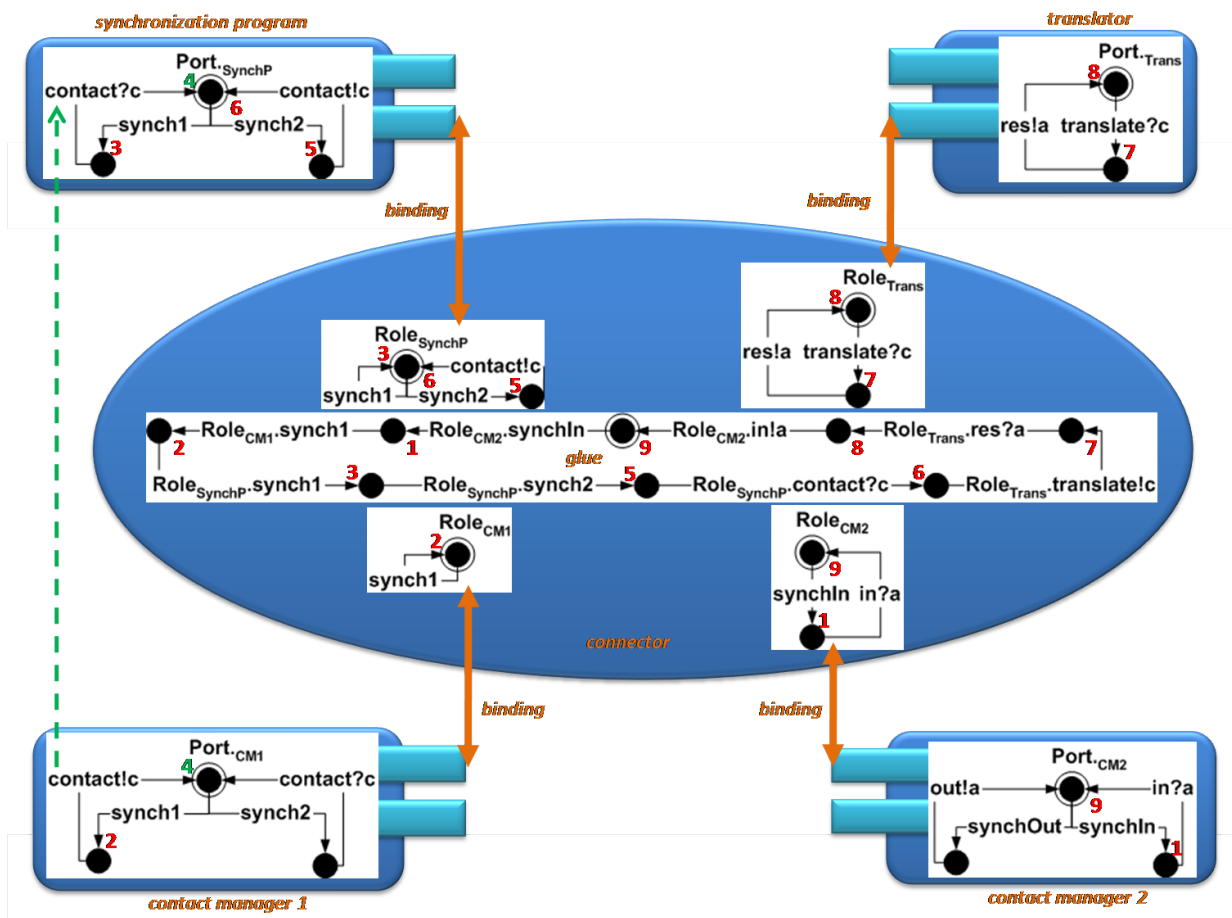 synchronization program
translator
Port.SynchP
4
contact?c
contact!c
6
synch1
synch2
3
5
Port.Trans
8
res!a
translate?c
7
binding
binding
RoleTrans
8
res!a
translate?c
7
RoleSynchP
3
contact!c
6
5
synch1
synch2
RoleCM1.synch1
RoleCM2.synchIn
RoleCM2.in!a
RoleTrans.res?a
2
1
9
8
7
glue
RoleSynchP.synch1
3
RoleSynchP.synch2
5
RoleSynchP.contact?c
6
RoleTrans.translate!c
RoleCM1
2
synch1
RoleCM2
9
synchIn
in?a
1
connector
binding
binding
Port.CM1
4
contact!c
contact?c
synch1
synch2
2
Port.CM2
out!a
in?a
9
synchOut
synchIn
1
contact manager 1
contact manager 2